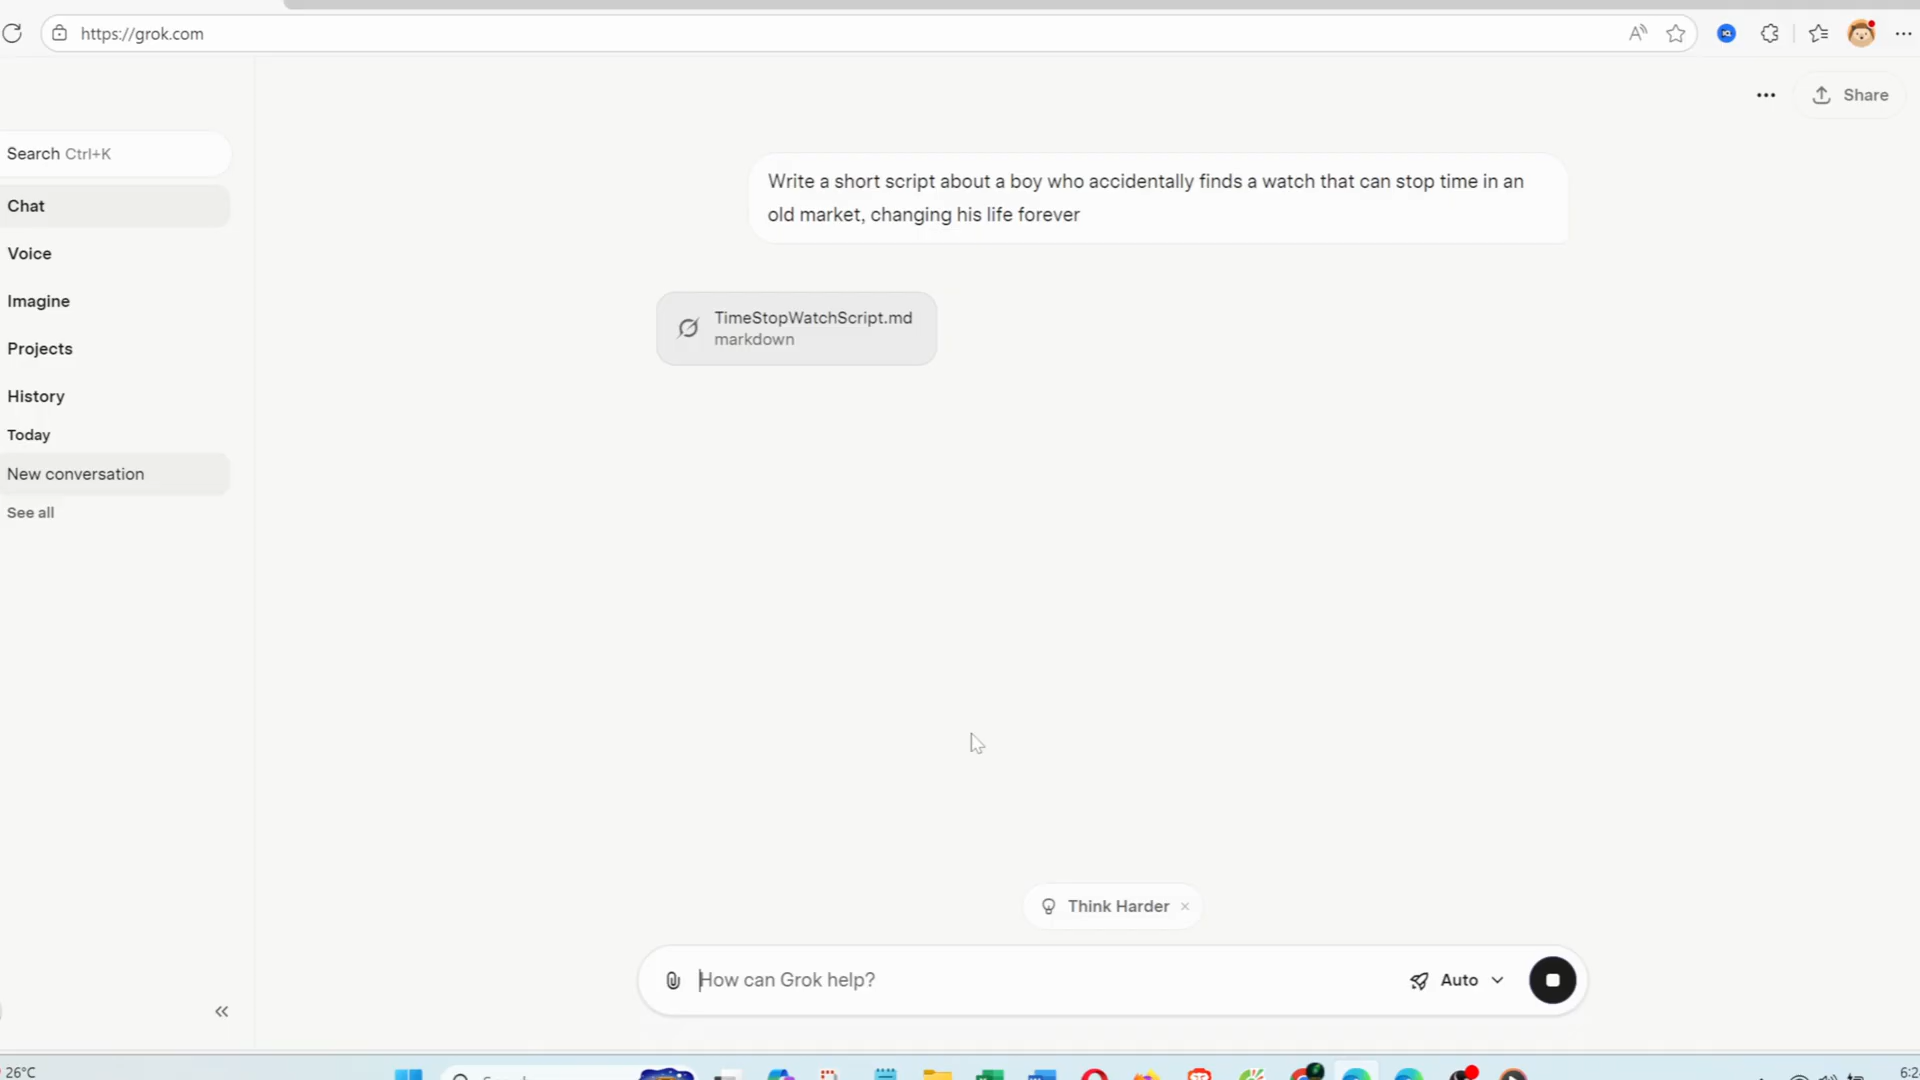 https://grok.com
Share
Search Ctrl+K
Chat
Voice
Imagine
Projects
History
Today
New conversation
See all
Write a short script about a boy who accidentally finds a watch that can stop time in an
old market, changing his life forever
TimeStopWatchScript.md
markdown
Think Harder
How can Grok help?
Auto
26°C